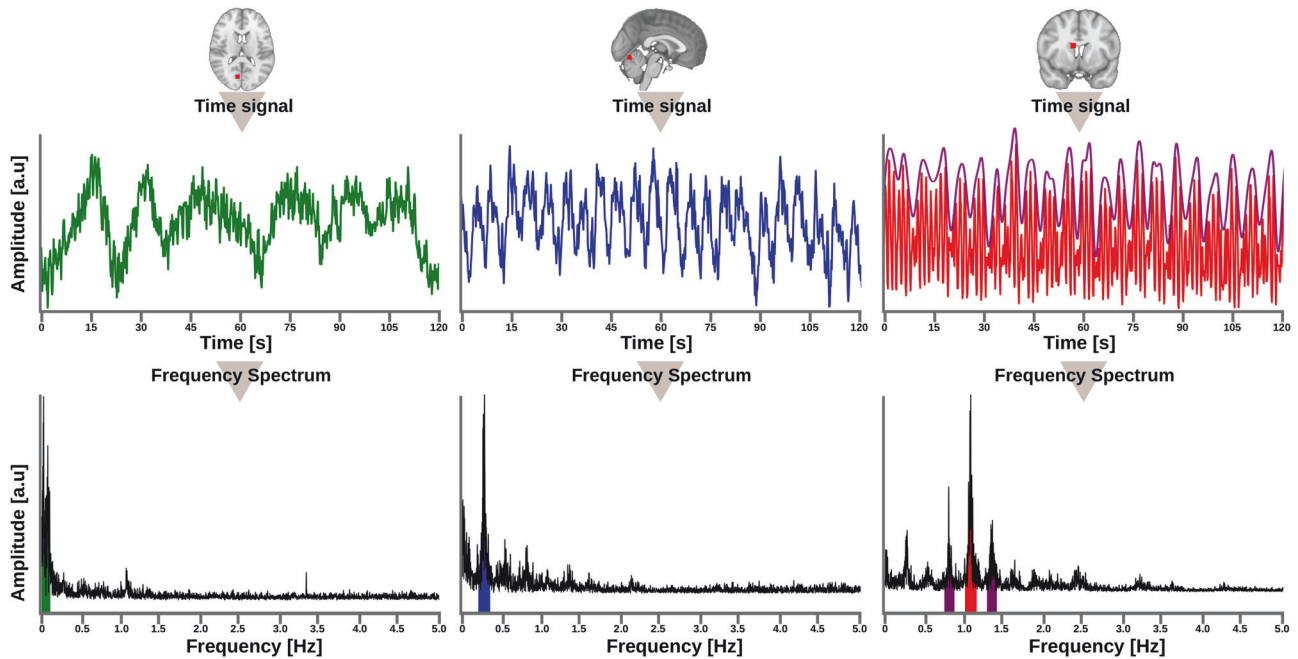 Time signal Time signal Time signal
Amplitude [a.u]
0 15 30 45 60 75 90 105 120 0 15 30 45 60 75 90 105 120 0 15 30 45 60 75 90 105 120
Time [s] Time [s] Time [s]
Frequency Spectrum Frequency Spectrum Frequency Spectrum
Amplitude [a.u]
0 0.5 1.0 1.5 2.0 2.5 3.0 3.5 4.0 4.5 5.0 0 0.5 1.0 1.5 2.0 2.5 3.0 3.5 4.0 4.5 5.0 0 0.5 1.0 1.5 2.0 2.5 3.0 3.5 4.0 4.5 5.0
Frequency [Hz] Frequency [Hz] Frequency [Hz]